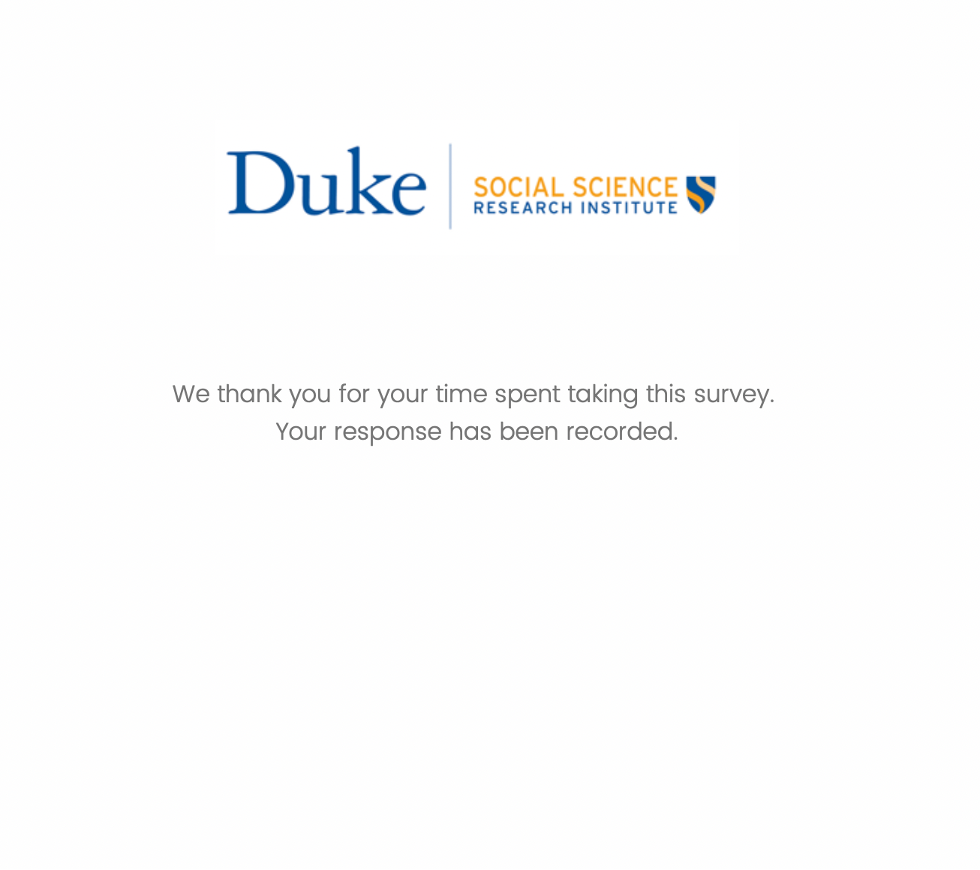 Duke
SOCIAL SCIENCE
RESEARCH INSTITUTE
We thank you for your time spent taking this survey.
Your response has been recorded.